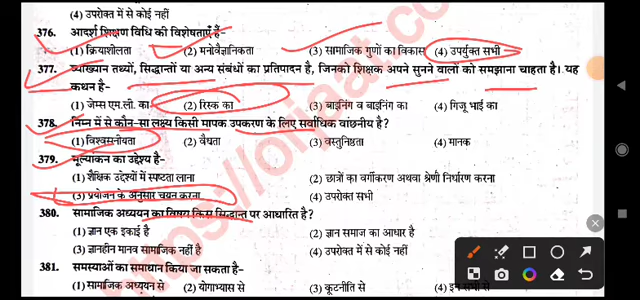 (4) उपरोक्त में से कोई नहीं
376. आदर्श शिक्षण विधि की विशेषताएँ हैं-
(1) क्रियाशीलता (2) मनोवैज्ञानिकता (3) सामाजिक गुणों का विकास (4) उपर्युक्त सभी
377. व्याख्यान तथ्यों, सिद्धान्तों या अन्य संबंधों का प्रतिपादन है, जिनको शिक्षक अपने सुनने वालों को समझाना चाहता है। यह
कथन है-
(1) जेम्स एम.ली. का (2) रिस्क का (3) बाइनिंग व बाइनिंग का (4) गिजू भाई का
378. निम्न में से कौन-सा लक्ष्य किसी मापक उपकरण के लिए सर्वाधिक वांछनीय है?
(1) विश्वसनीयता (2) वैधता (3) वस्तुनिष्ठता (4) मानक
379. मूल्यांकन का उद्देश्य है-
(1) शैक्षिक उद्देश्यों में स्पष्टता लाना (2) छात्रों का वर्गीकरण अथवा श्रेणी निर्धारण करना
(3) प्रयोजन के अनुसार चयन करना (4) उपरोक्त सभी
380. सामाजिक अध्ययन का विषय किस सिद्धान्त पर आधारित है?
(1) ज्ञान एक इकाई है (2) ज्ञान समाज का आधार है
(3) ज्ञानहीन मानव सामाजिक नहीं है (4) उपरोक्त में से कोई नहीं
381. समस्याओं का समाधान किया जा सकता है-
(1) सामाजिक अध्ययन से (2) योगाभ्यास से (3) कूटनीति से (4) इन सभी से